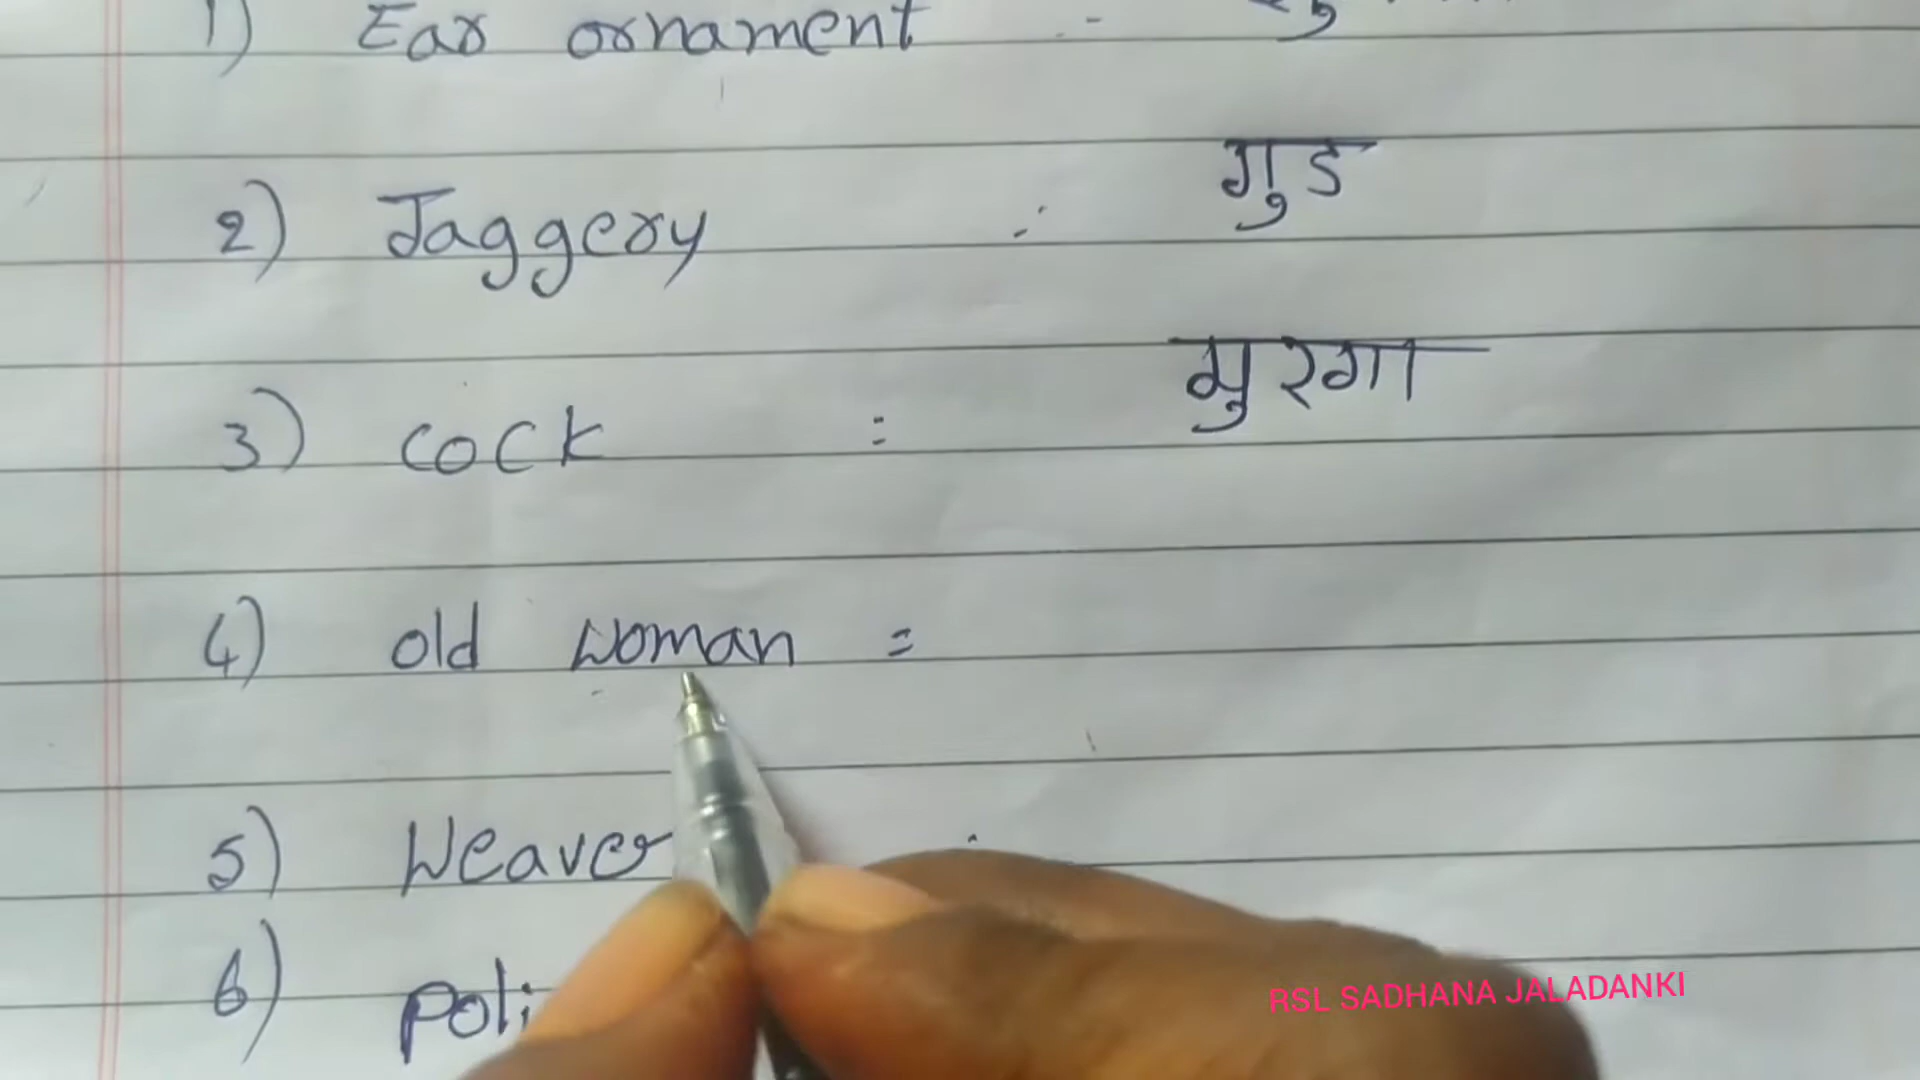 1) Ear ornament -
2) Jaggery : गुड
3) cock : मुरगा
4) old woman =
5) Weaver
6)
RSL SADHANA JALADANKI